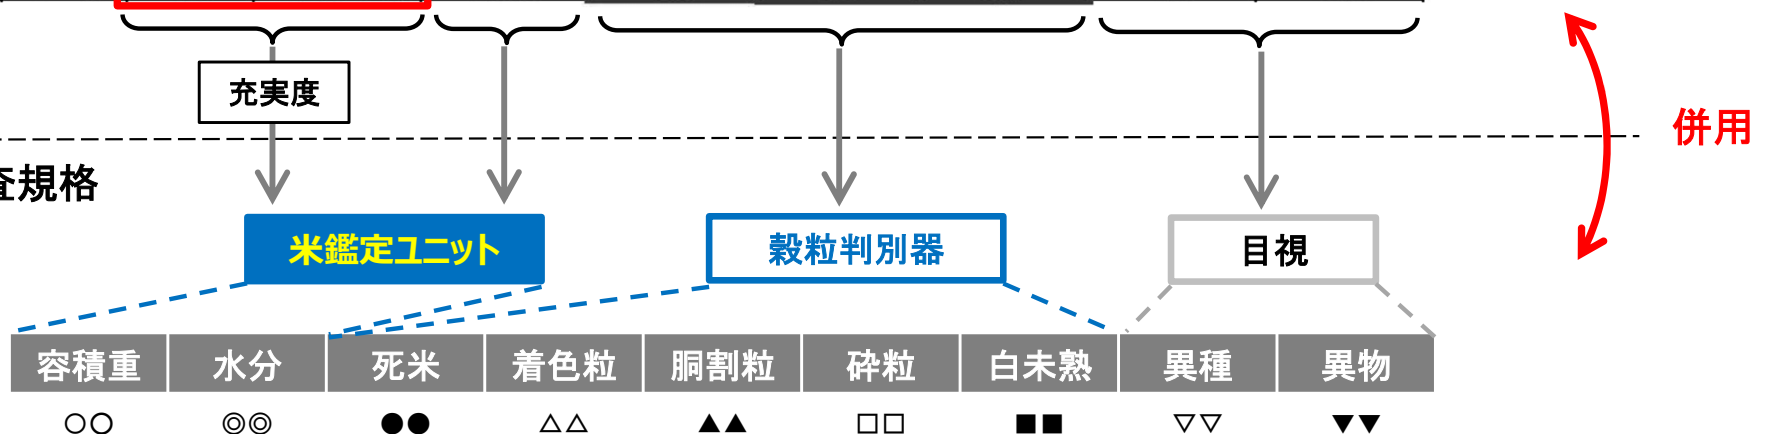 充実度
併用
査規格
米鑑定ユニット
穀粒判別器
目視
容積重 水分 死米 着色粒 胴割粒 砕粒 白未熟 異種 異物
○○ ◎◎ ●● △△ ▲▲ □□ ■■ ▽▽ ▼▼